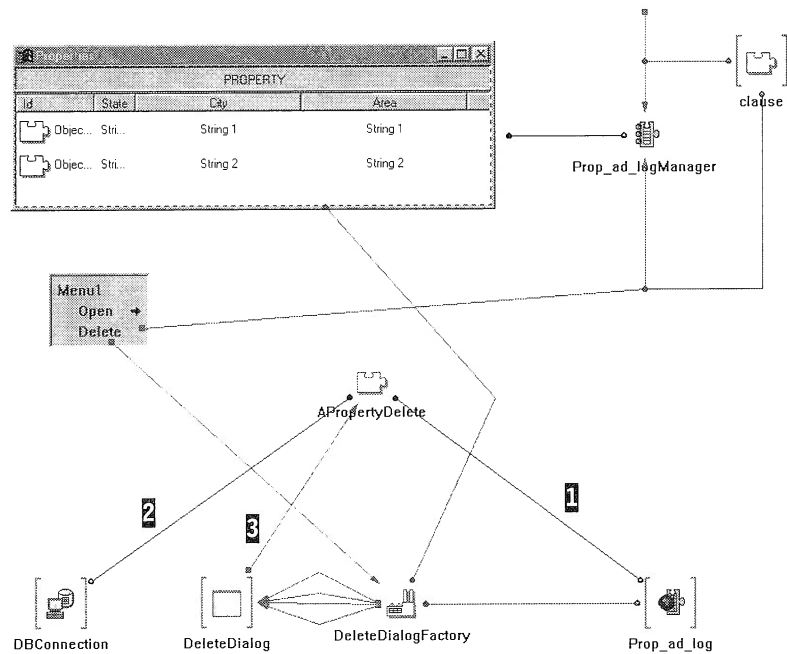 Properties
PROPERTY
Id State City Area
Objec... Stri... String 1 String 1
Objec... Stri... String 2 String 2
clause
Prop_ad_logManager
Menu1
Open
Delete
APropertyDelete
1
2
3
DBConnection
DeleteDialog
DeleteDialogFactory
Prop_ad_log